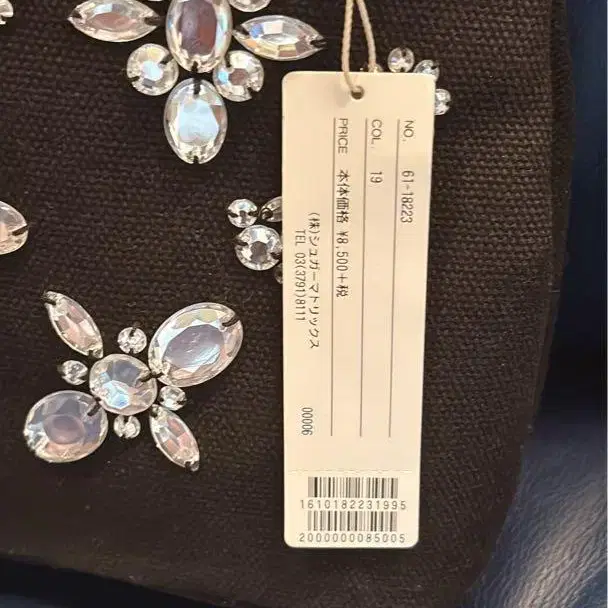 NO. 61-18223
COL. 19
PRICE 本体価格 ¥8,500+税
(株)シュガーマトリックス
TEL 03(3791)8111
00006
1610182231995
2000000085005